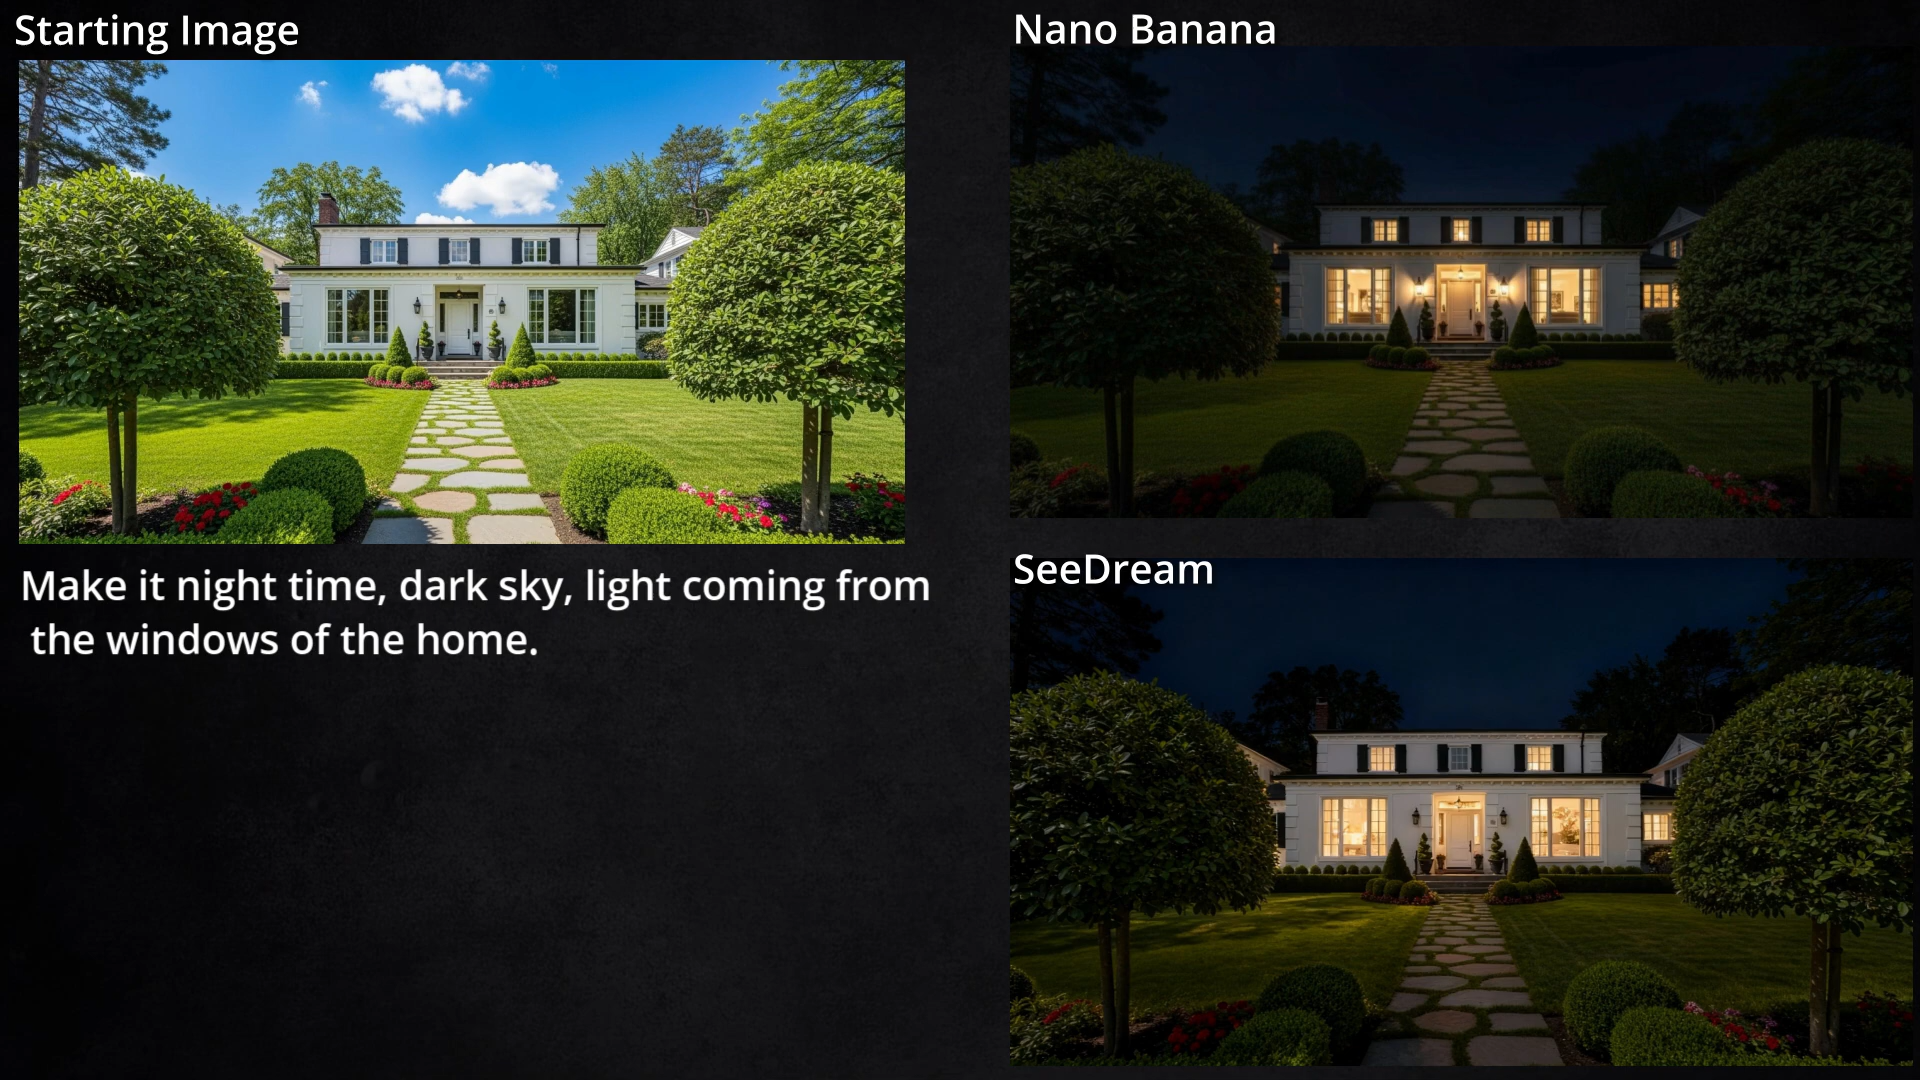 Starting Image
Make it night time, dark sky, light coming from
the windows of the home.
Nano Banana
SeeDream